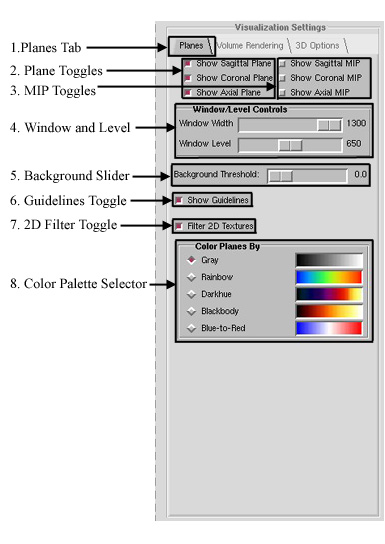 Visualization Settings
1.Planes Tab Planes Volume Rendering 3D Options
2. Plane Toggles Show Sagittal Plane Show Sagittal MIP
Show Coronal Plane Show Coronal MIP
3. MIP Toggles Show Axial Plane Show Axial MIP
Window/Level Controls
4. Window and Level Window Width 1300
Window Level 650
5. Background Slider Background Threshold: 0.0
6. Guidelines Toggle Show Guidelines
7. 2D Filter Toggle Filter 2D Textures
Color Planes By
Gray
Rainbow
8. Color Palette Selector Darkhue
Blackbody
Blue-to-Red